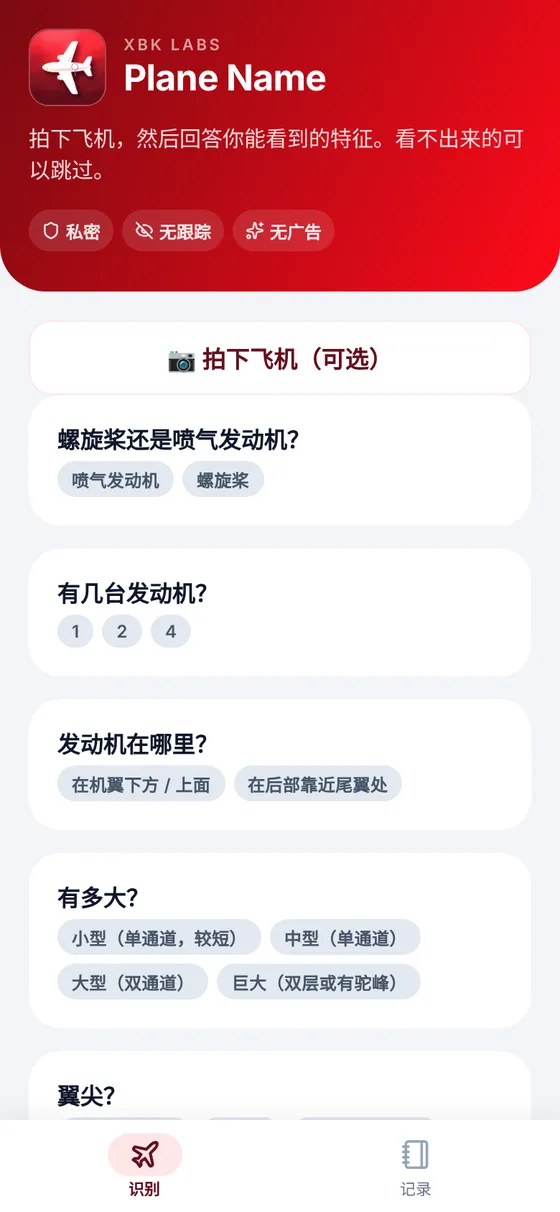 XBK LABS
Plane Name
拍下飞机，然后回答你能看到的特征。看不出来的可
以跳过。
私密
无跟踪
无广告
拍下飞机（可选）
螺旋桨还是喷气发动机？
喷气发动机
螺旋桨
有几台发动机？
1
2
4
发动机在哪里？
在机翼下方 / 上面
在后部靠近尾翼处
有多大？
小型（单通道，较短）
中型（单通道）
大型（双通道）
巨大（双层或有驼峰）
翼尖？
识别
记录